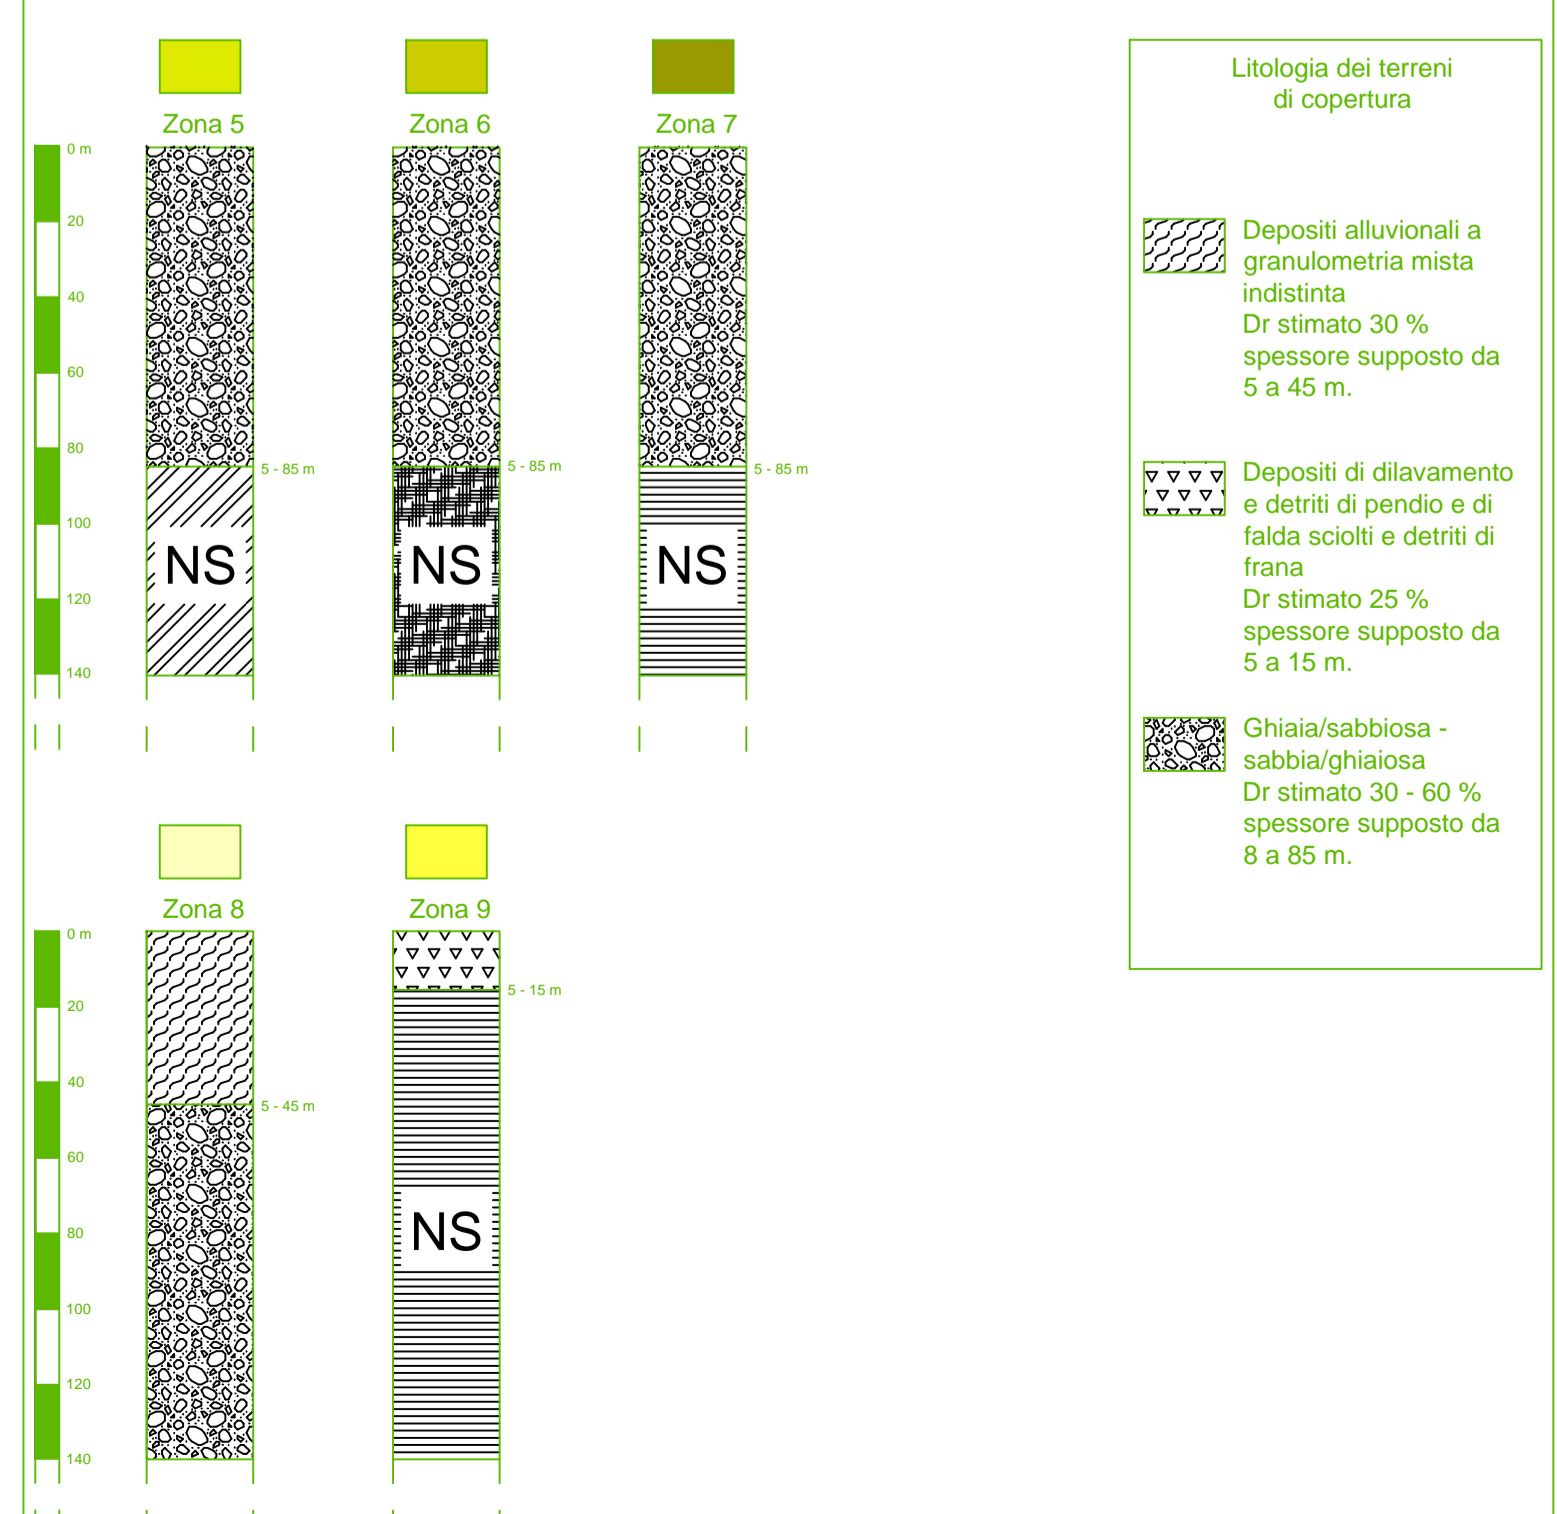 Zona 5
Zona 6
Zona 7
0 m
20
40
60
80
100
120
140
5 - 85 m
5 - 85 m
5 - 85 m
NS
NS
NS
Zona 8
Zona 9
0 m
20
40
60
80
100
120
140
5 - 45 m
5 - 15 m
NS
Litologia dei terreni
di copertura
Depositi alluvionali a
granulometria mista
indistinta
Dr stimato 30 %
spessore supposto da
5 a 45 m.
Depositi di dilavamento
e detriti di pendio e di
falda sciolti e detriti di
frana
Dr stimato 25 %
spessore supposto da
5 a 15 m.
Ghiaia/sabbiosa -
sabbia/ghiaiosa
Dr stimato 30 - 60 %
spessore supposto da
8 a 85 m.